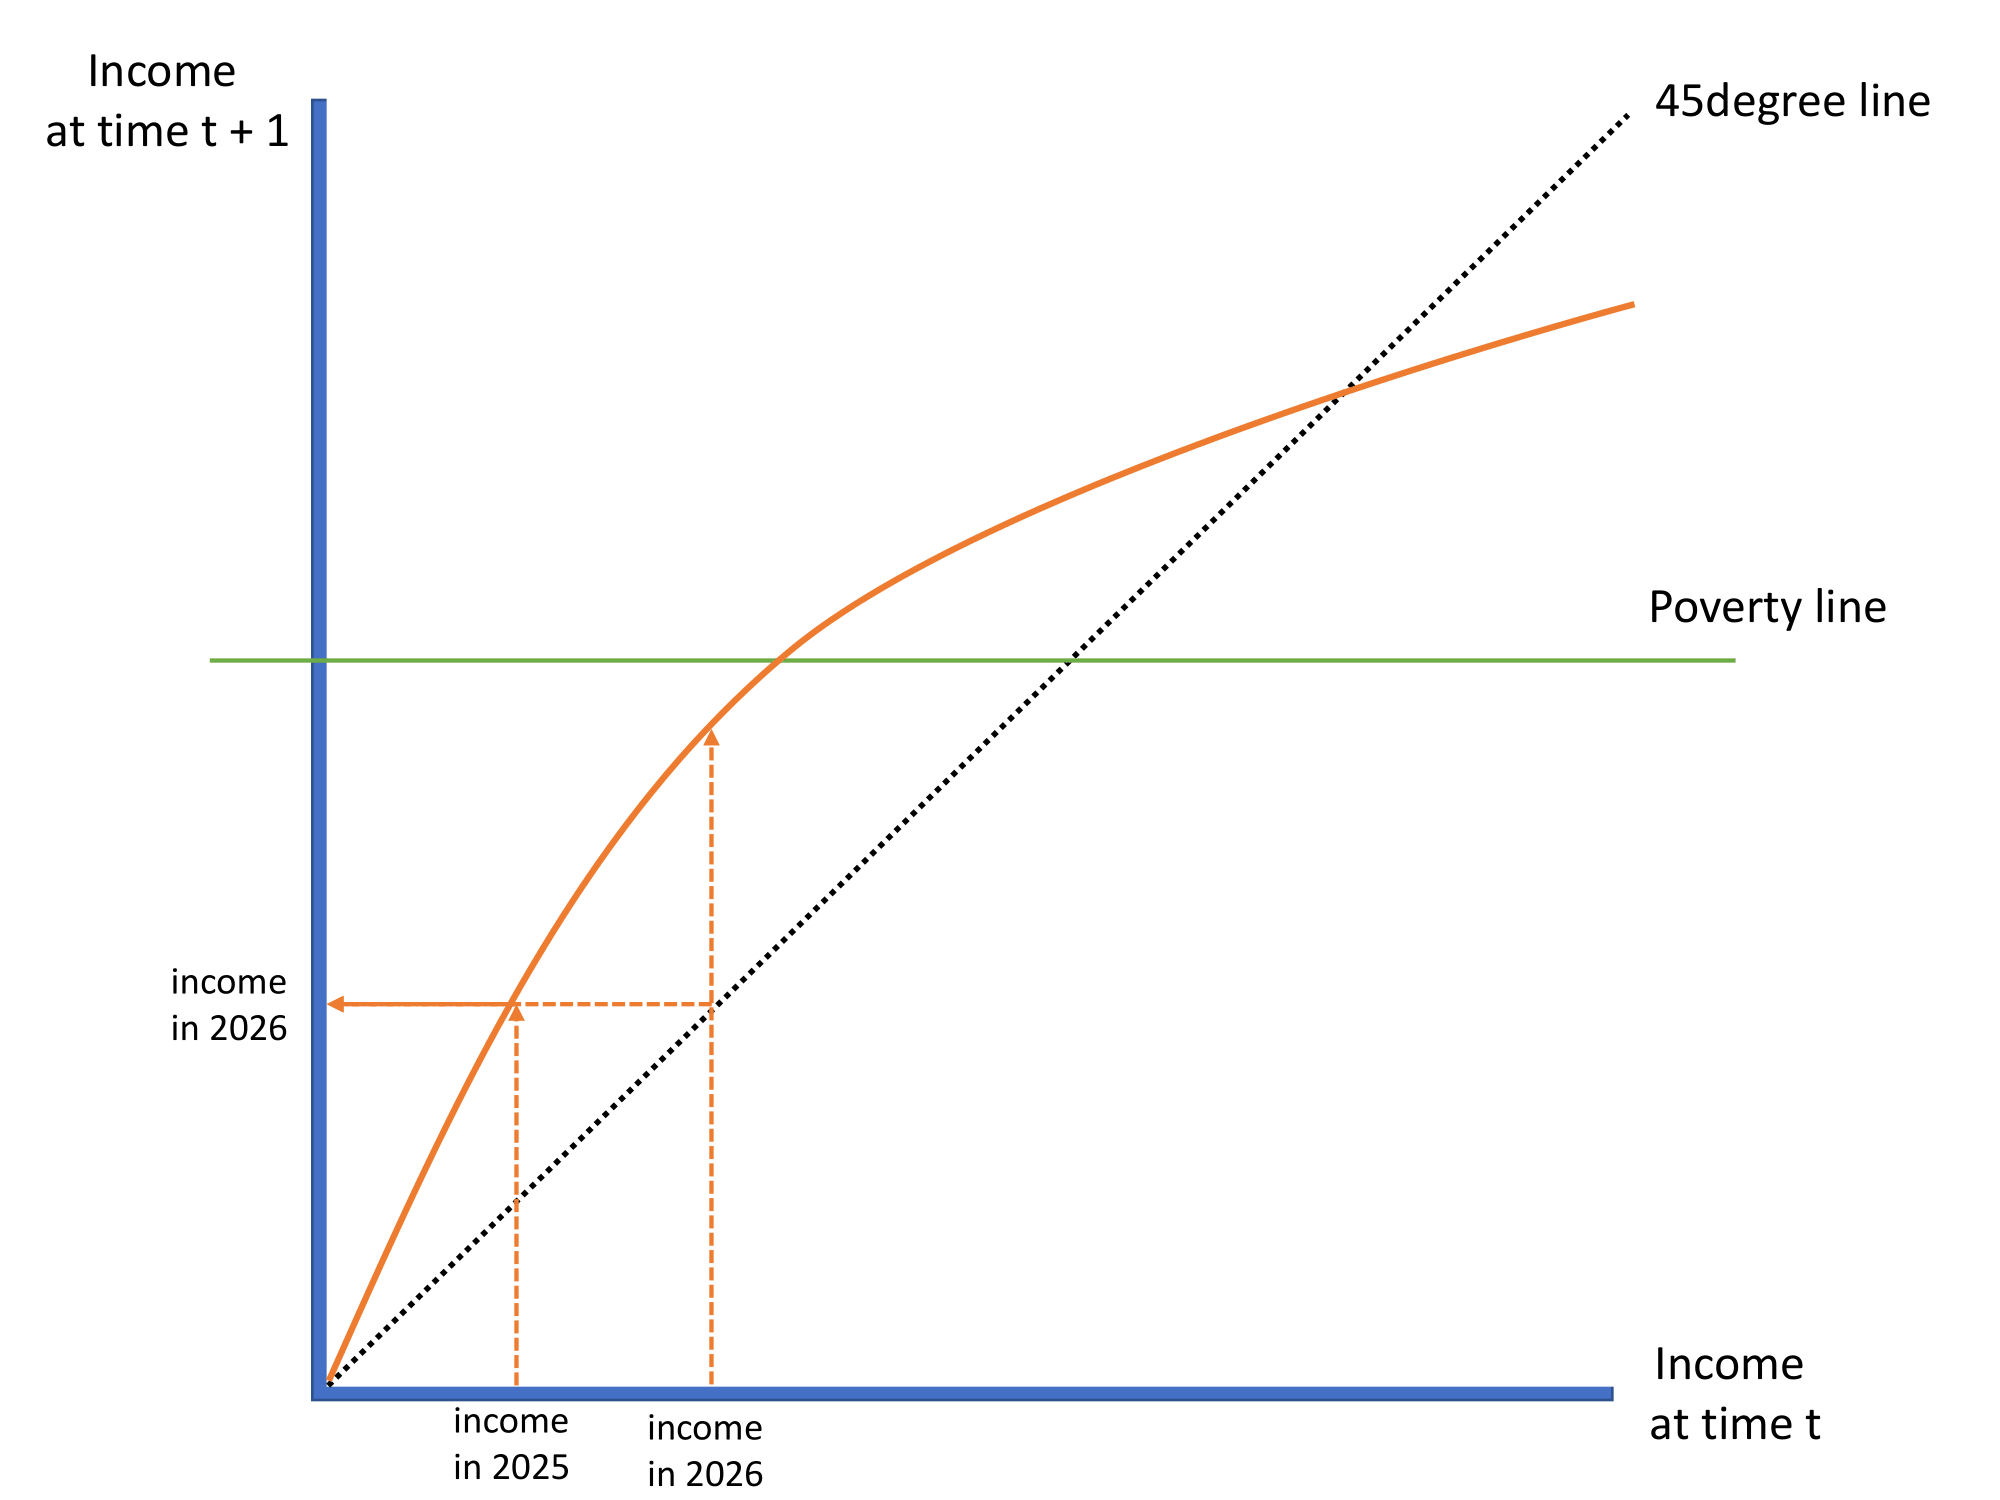 Income
at time t + 1
45degree line
Poverty line
income
in 2026
Income
at time t
income
in 2025
income
in 2026